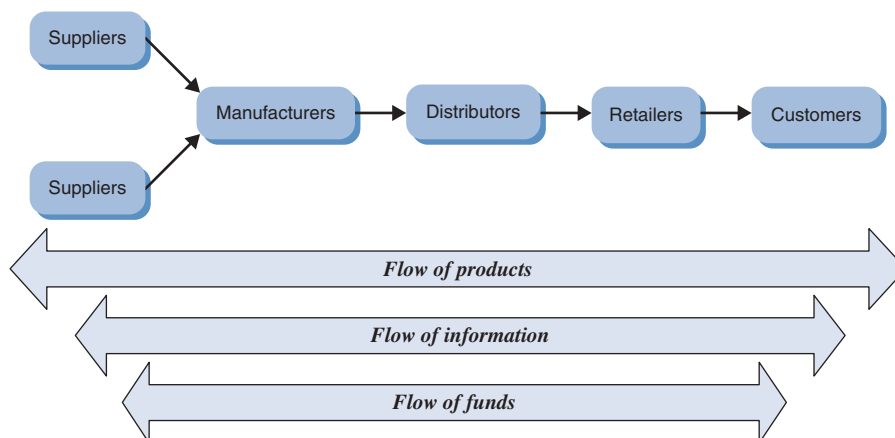 Suppliers
Manufacturers
Distributors
Retailers
Customers
Suppliers
Flow of products
Flow of information
Flow of funds